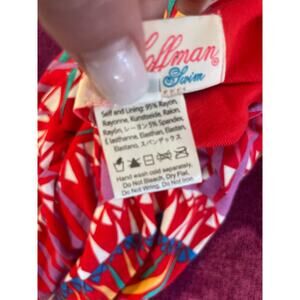 offman
Swim
Self and Lining: 95% Rayon,
Rayonne, Kunstseide, Rakon,
Rayón, レーヨン 5% Spandex,
Elasthanne, Elasthan, Elastan,
スパンデックス
Hand wash cold separately,
Do Not Bleach, Dry Flat.
Do Not Wring, Do Not Iron